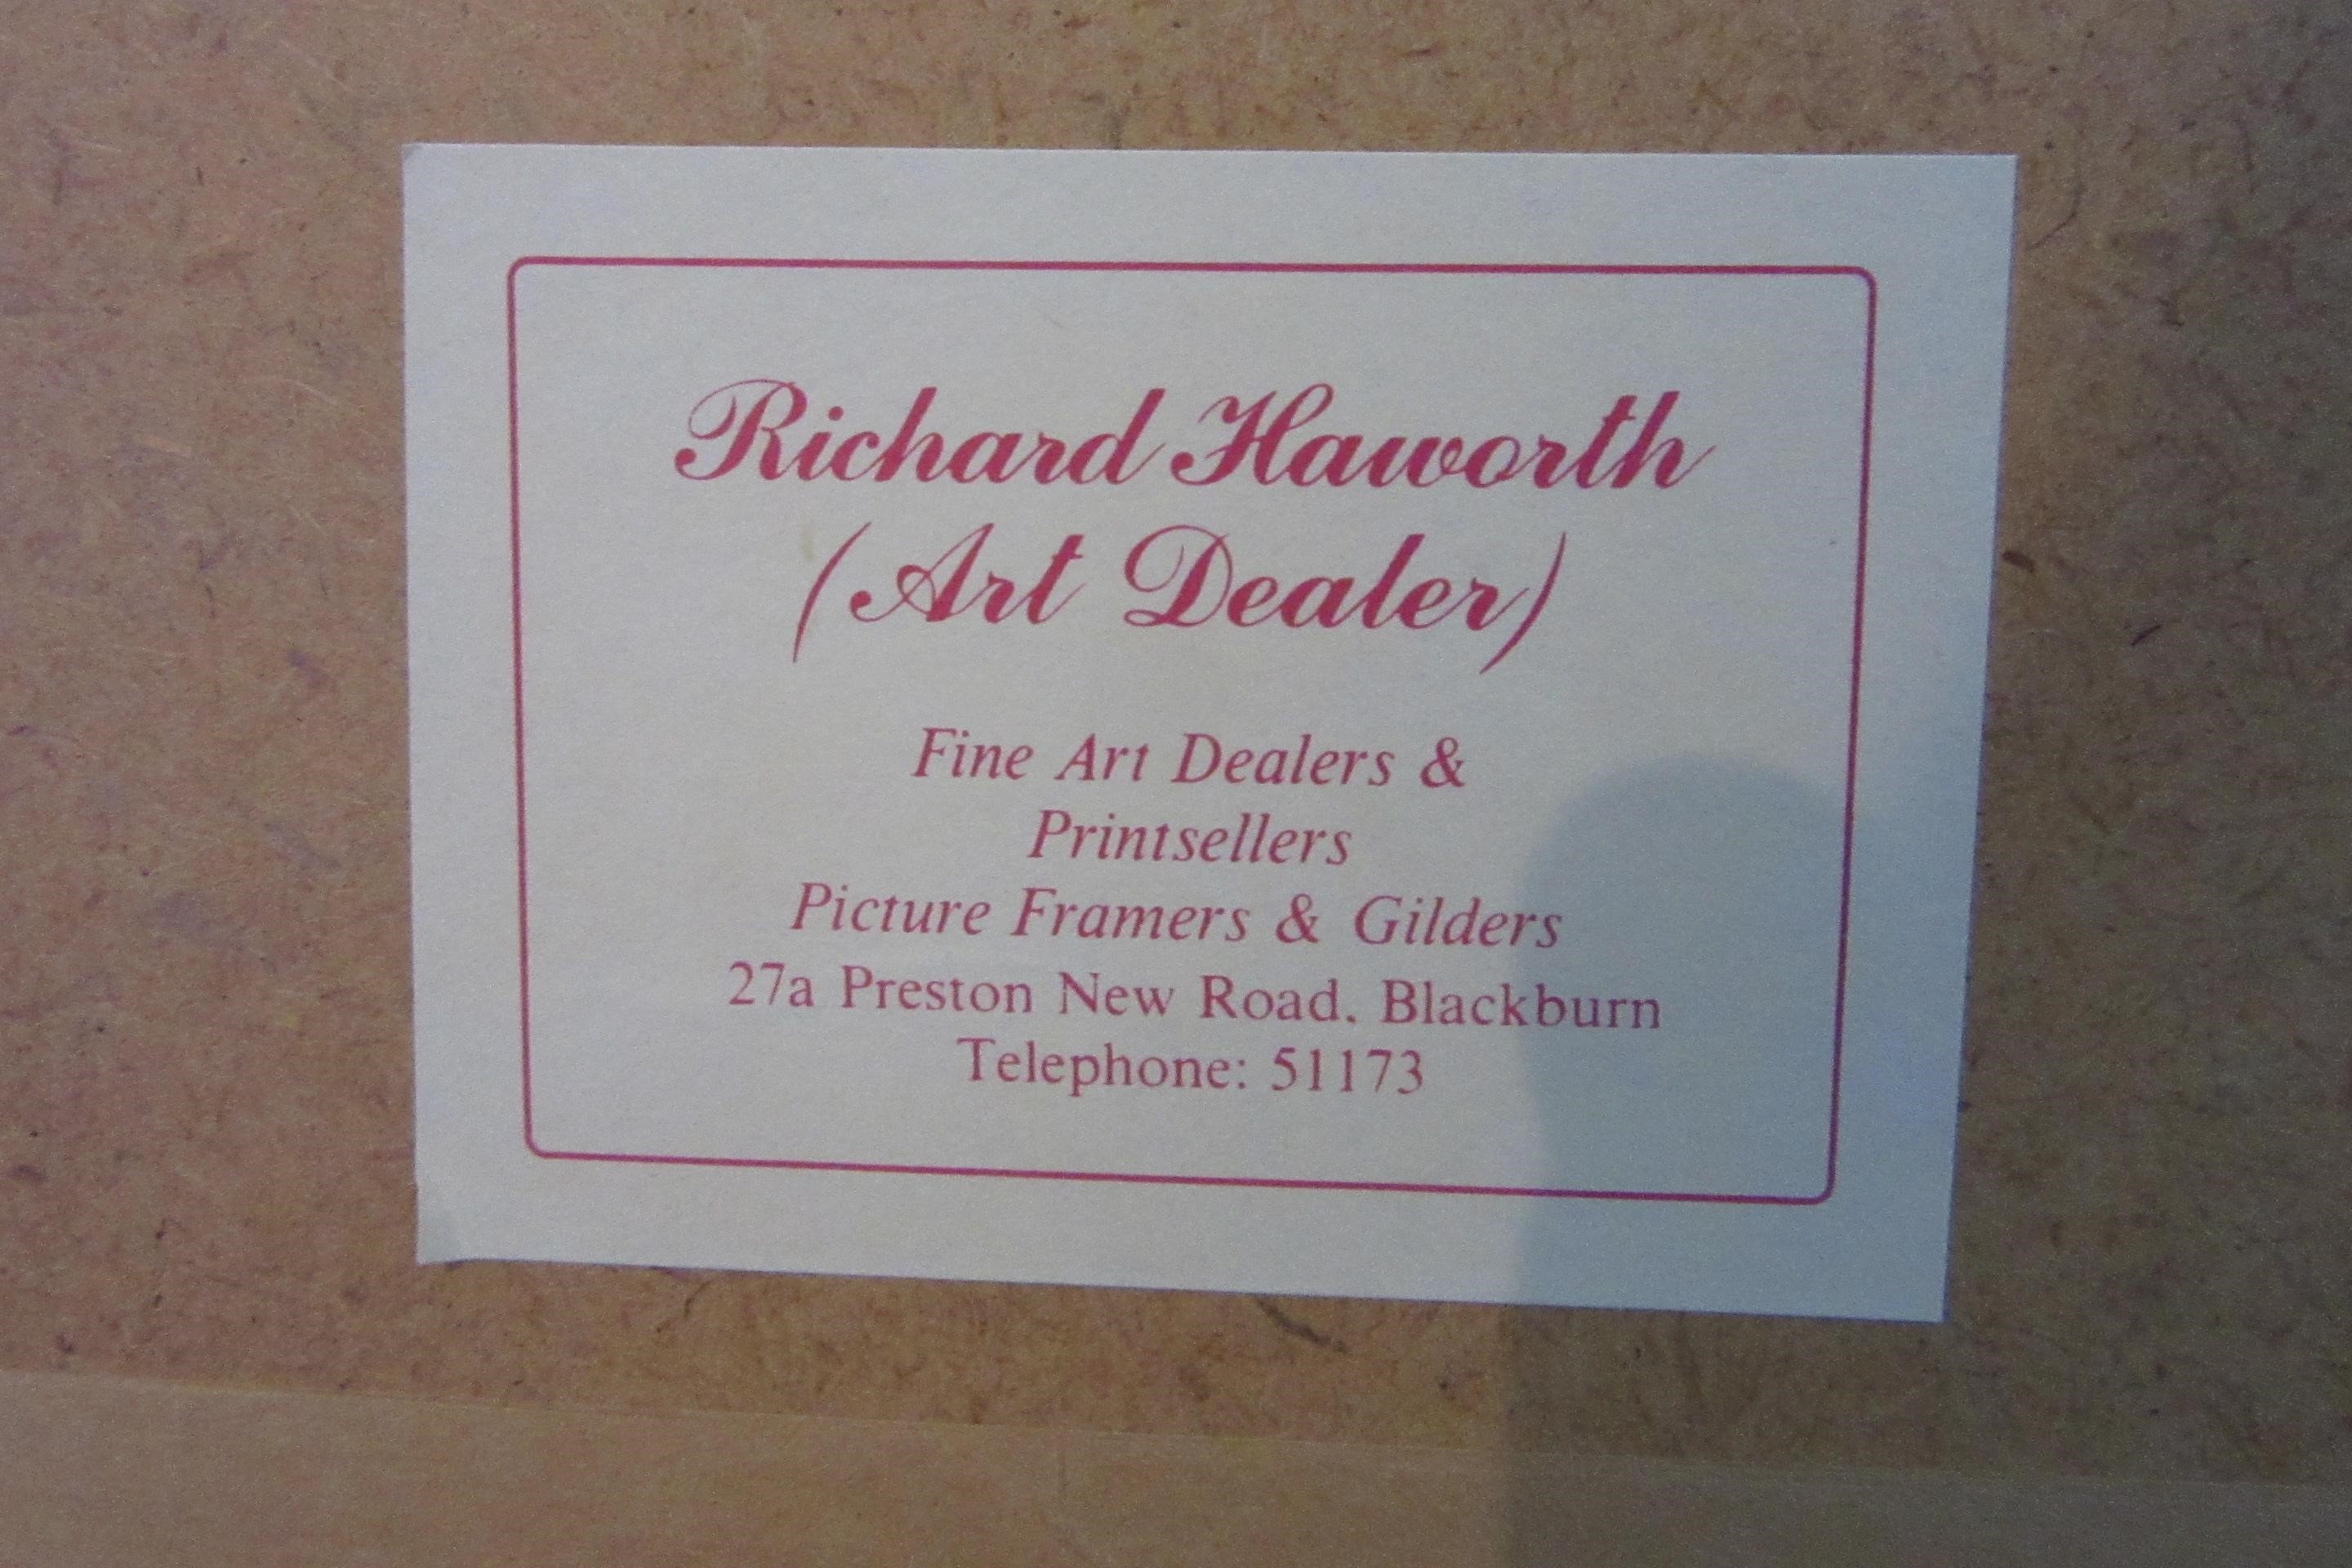 Richard Haworth
(Art Dealer)
Fine Art Dealers &
Printsellers
Picture Framers & Gilders
27a Preston New Road. Blackburn
Telephone: 51173